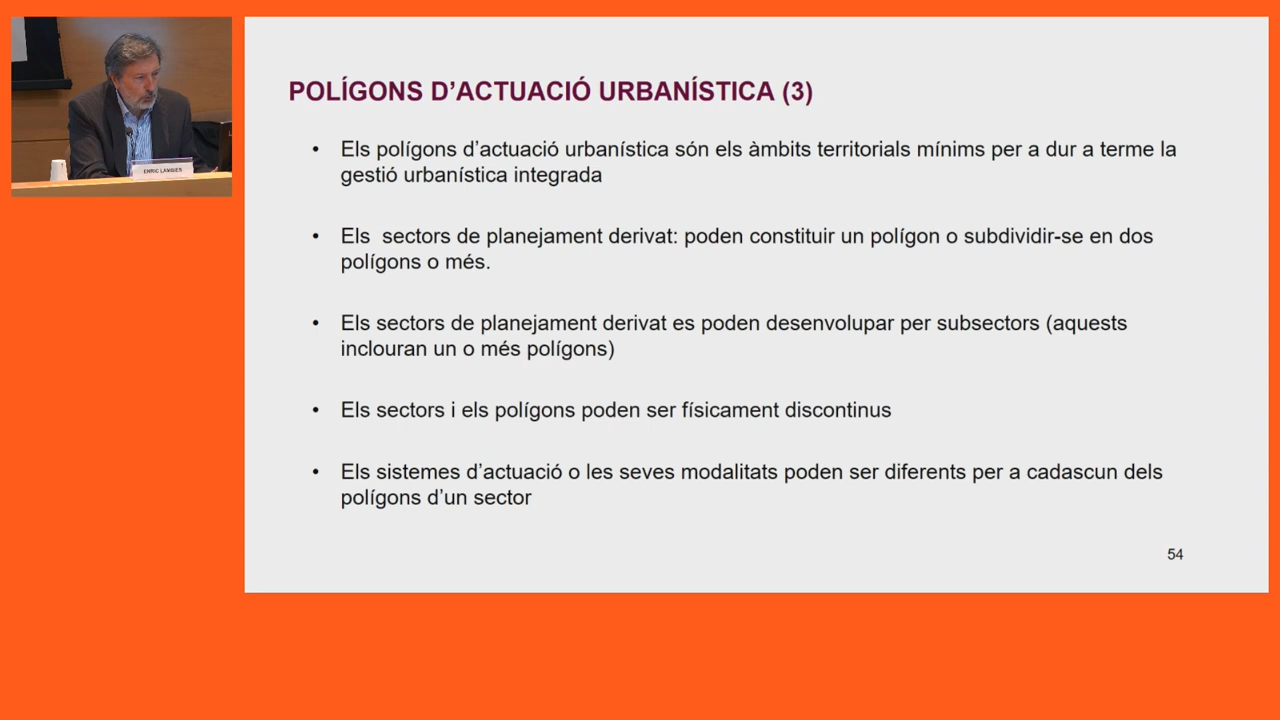 ENRIC LAMBIES
POLÍGONS D’ACTUACIÓ URBANÍSTICA (3)
• Els polígons d’actuació urbanística són els àmbits territorials mínims per a dur a terme la
gestió urbanística integrada
• Els sectors de planejament derivat: poden constituir un polígon o subdividir-se en dos
polígons o més.
• Els sectors de planejament derivat es poden desenvolupar per subsectors (aquests
inclouran un o més polígons)
• Els sectors i els polígons poden ser físicament discontinus
• Els sistemes d’actuació o les seves modalitats poden ser diferents per a cadascun dels
polígons d’un sector
54